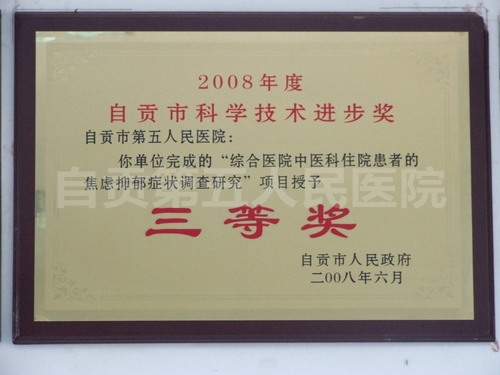 2008年度
自贡市科学技术进步奖
自贡市第五人民医院：
你单位完成的“综合医院中医科住院患者的
焦虑抑郁症状调查研究”项目授予
三等奖
自贡市人民政府
二00八年六月
自贡第五人民医院